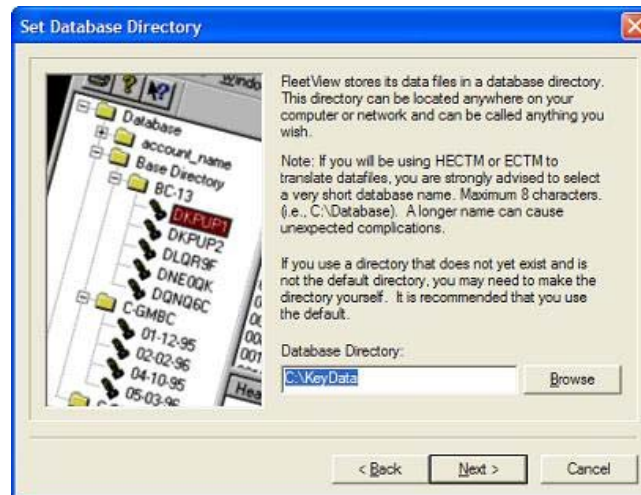 Set Database Directory
Windo
Database
account_name
Base Directory
BC-13
DKPUP1
DKPUP2
DLQR9F
DNE0QK
DQNQ6C
C-GMBC
01-12-95
02-02-96
04-10-95
05-03-96
Hea
FleetView stores its data files in a database directory.
This directory can be located anywhere on your
computer or network and can be called anything you
wish.
Note: If you will be using HECTM or ECTM to
translate datafiles, you are strongly advised to select
a very short database name. Maximum 8 characters.
(i.e., C:\Database). A longer name can cause
unexpected complications.
If you use a directory that does not yet exist and is
not the default directory, you may need to make the
directory yourself. It is recommended that you use
the default.
Database Directory:
C:\KeyData
Browse
< Back
Next >
Cancel